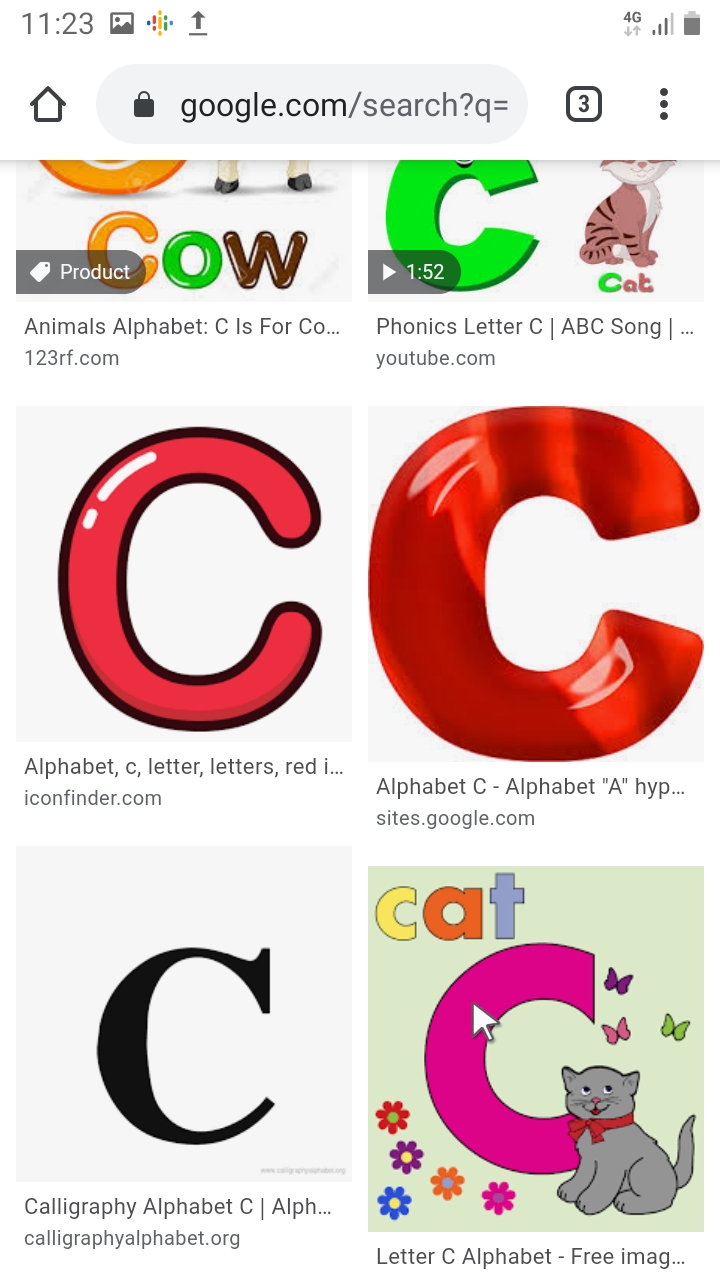 11:23
4G
google.com/search?q=
3
Cow
Product
C
1:52
Cat
Animals Alphabet: C Is For Co...
123rf.com
Phonics Letter C | ABC Song | ...
youtube.com
C
C
Alphabet, c, letter, letters, red i...
iconfinder.com
Alphabet C - Alphabet "A" hyp...
sites.google.com
C
www.calligraphyalphabet.org
Calligraphy Alphabet C | Alph...
calligraphyalphabet.org
cat
C
Letter C Alphabet - Free imag...